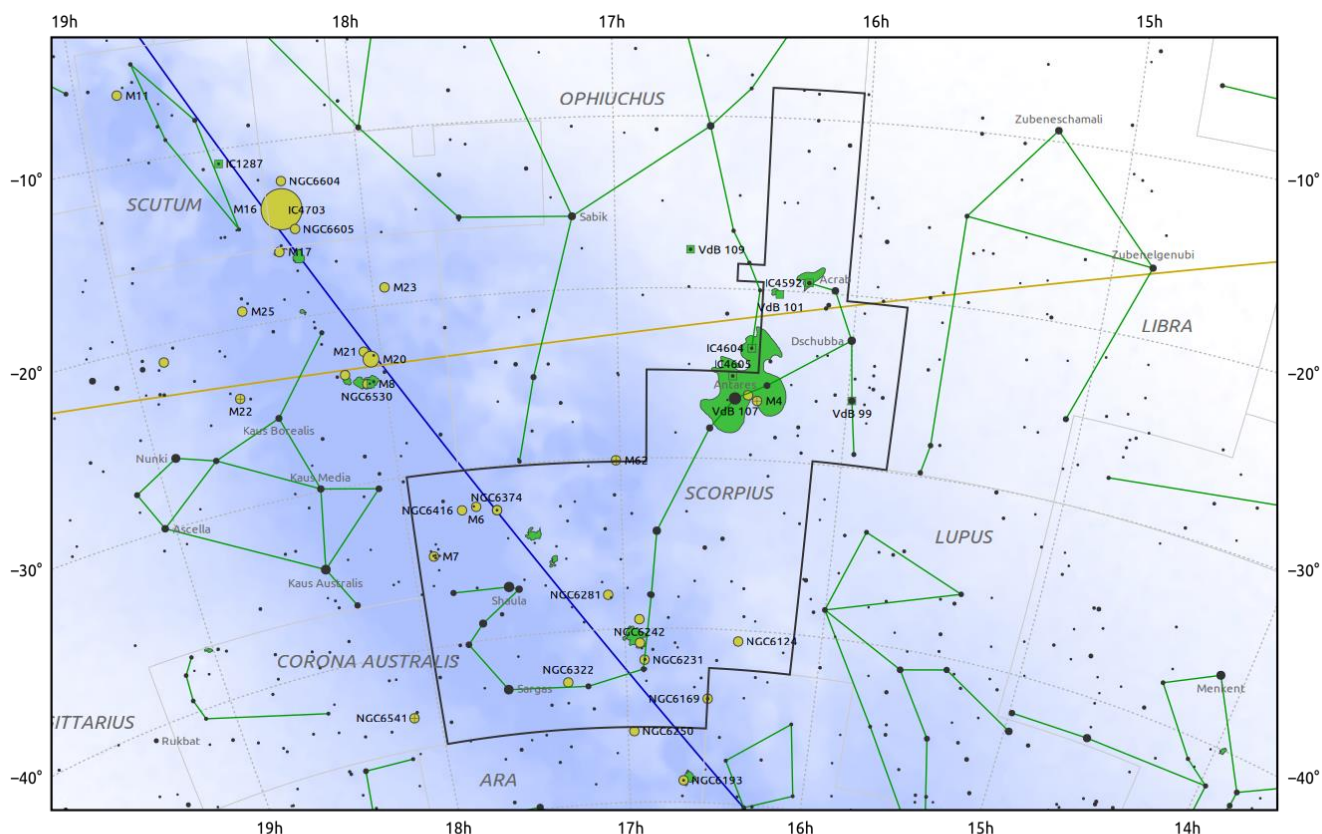 19h 18h 17h 16h 15h
M11
OPHIUCHUS
Zubeneschamali
IC1287
−10° −10°
NGC6604
SCUTUM
M16 IC4703
NGC6605
Sabik
M17
VdB 109
Zubenelgenubi
M23
IC4592 Acrab
VdB 101
M25
LIBRA
M21
M20
Dschubba
IC4604
IC4605
−20° −20°
M8
NGC6530
Antares
M4
M22
VdB 107
VdB 99
Kaus Borealis
Nunki
M62
Kaus Media
SCORPIUS
NGC6374
NGC6416
M6
Ascella
LUPUS
M7
−30° −30°
Kaus Australis
NGC6281
Shaula
NGC6242
NGC6124
CORONA AUSTRALIS
NGC6231
NGC6322
Sargas
Menkent
NGC6169
NGC6541
SITTARIUS
NGC6250
Rukbat
−40° −40°
ARA
NGC6193
19h 18h 17h 16h 15h 14h